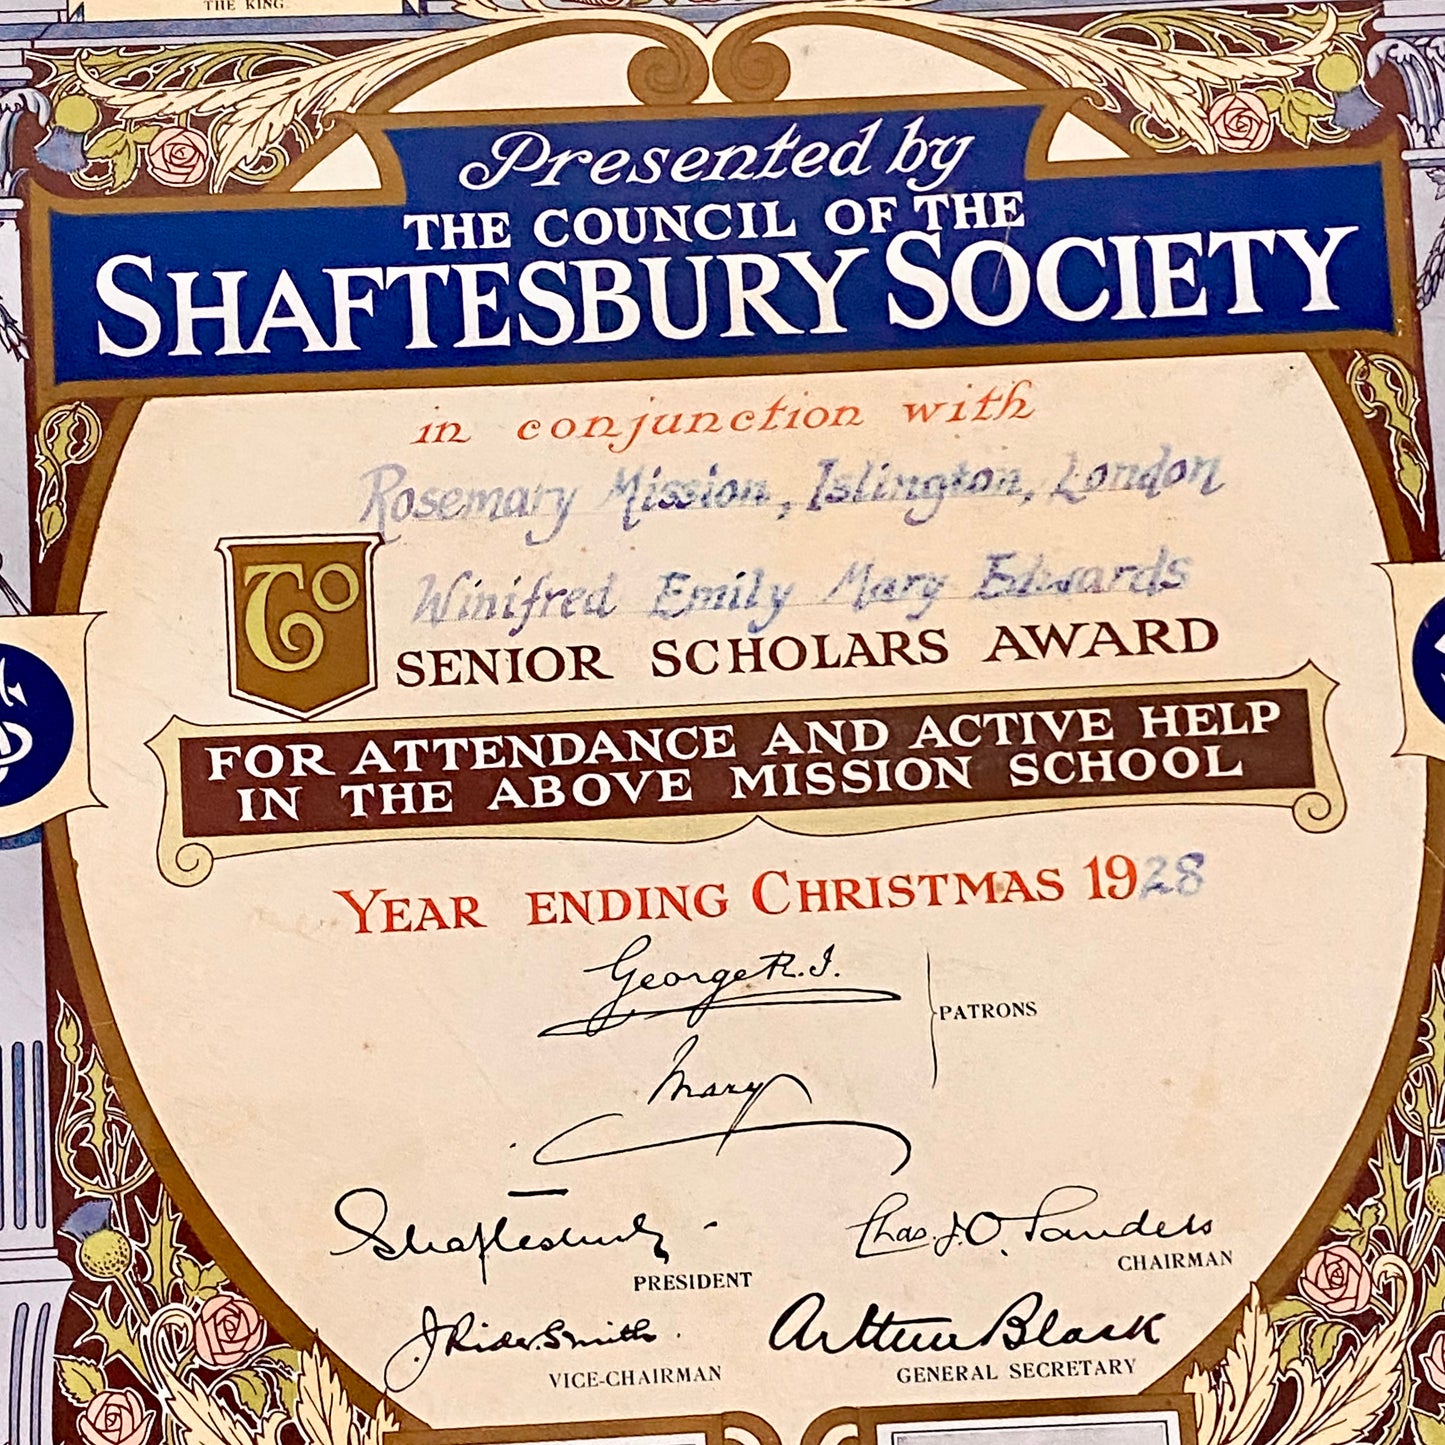 THE KING.
Presented by
THE COUNCIL OF THE
SHAFTESBURY SOCIETY
in conjunction with
Rosemary Mission, Islington, London
TO
Winifred Emily Mary Edwards
SENIOR SCHOLARS AWARD
FOR ATTENDANCE AND ACTIVE HELP
IN THE ABOVE MISSION SCHOOL
YEAR ENDING CHRISTMAS 1928
George R.I.
PATRONS
Mary
Shaftesbury
PRESIDENT
Chas. J. O. Sanders
CHAIRMAN
J Rider Smith.
VICE-CHAIRMAN
Arthur Black
GENERAL SECRETARY